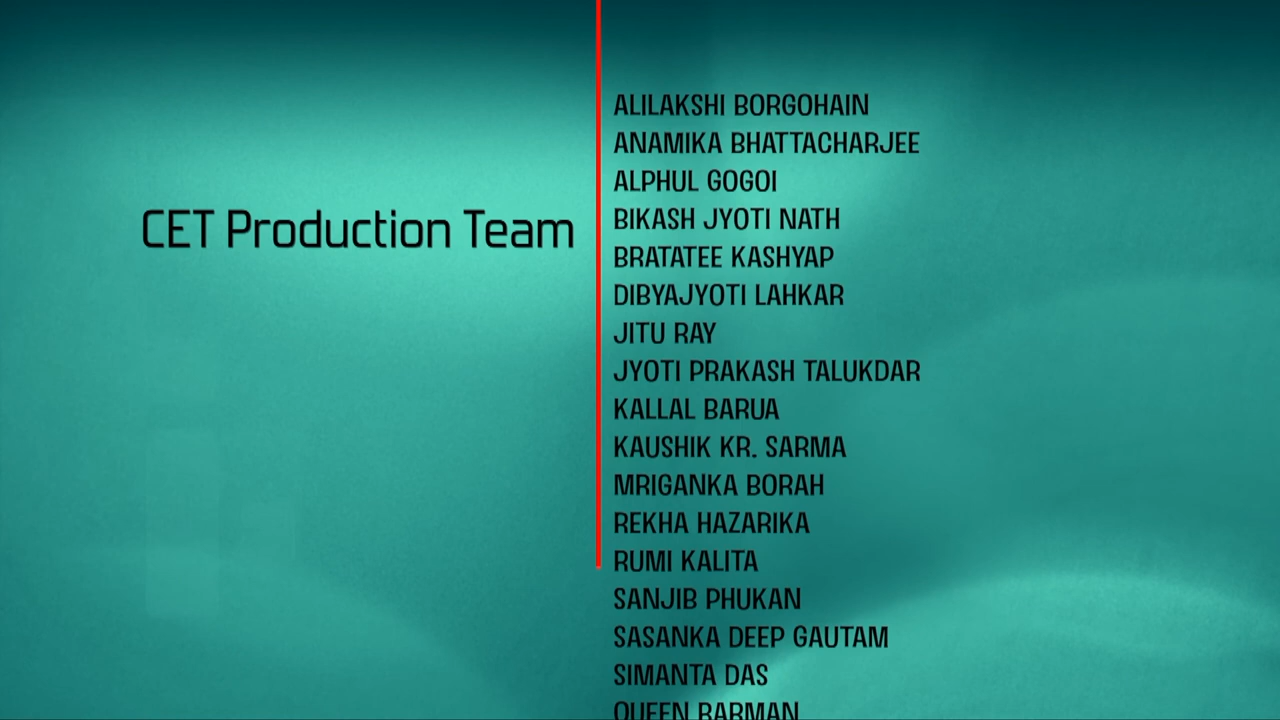 CET Production Team
ALILAKSHI BORGOHAIN
ANAMIKA BHATTACHARJEE
ALPHUL GOGOI
BIKASH JYOTI NATH
BRATATEE KASHYAP
DIBYAJYOTI LAHKAR
JITU RAY
JYOTI PRAKASH TALUKDAR
KALLAL BARUA
KAUSHIK KR. SARMA
MRIGANKA BORAH
REKHA HAZARIKA
RUMI KALITA
SANJIB PHUKAN
SASANKA DEEP GAUTAM
SIMANTA DAS
QUEEN BARMAN